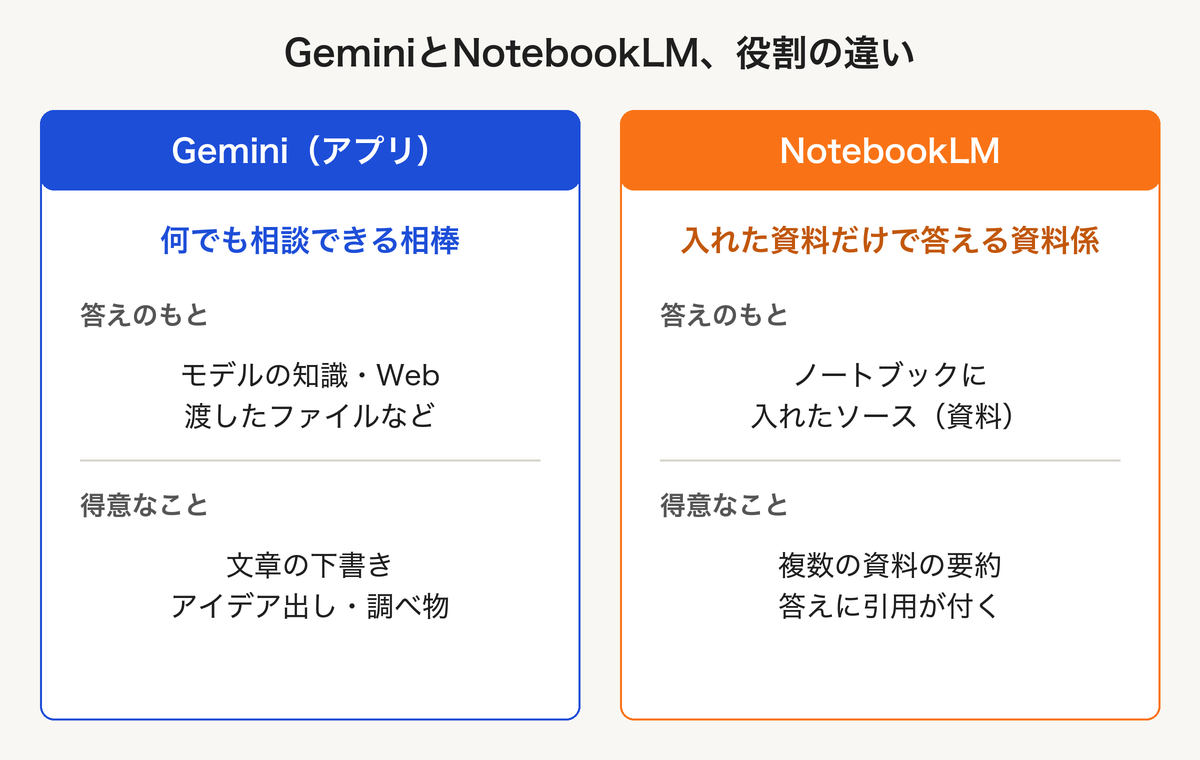 GeminiとNotebookLM、役割の違い
Gemini（アプリ）
何でも相談できる相棒
答えのもと
モデルの知識・Web
渡したファイルなど
得意なこと
文章の下書き
アイデア出し・調べ物
NotebookLM
入れた資料だけで答える資料係
答えのもと
ノートブックに
入れたソース（資料）
得意なこと
複数の資料の要約
答えに引用が付く